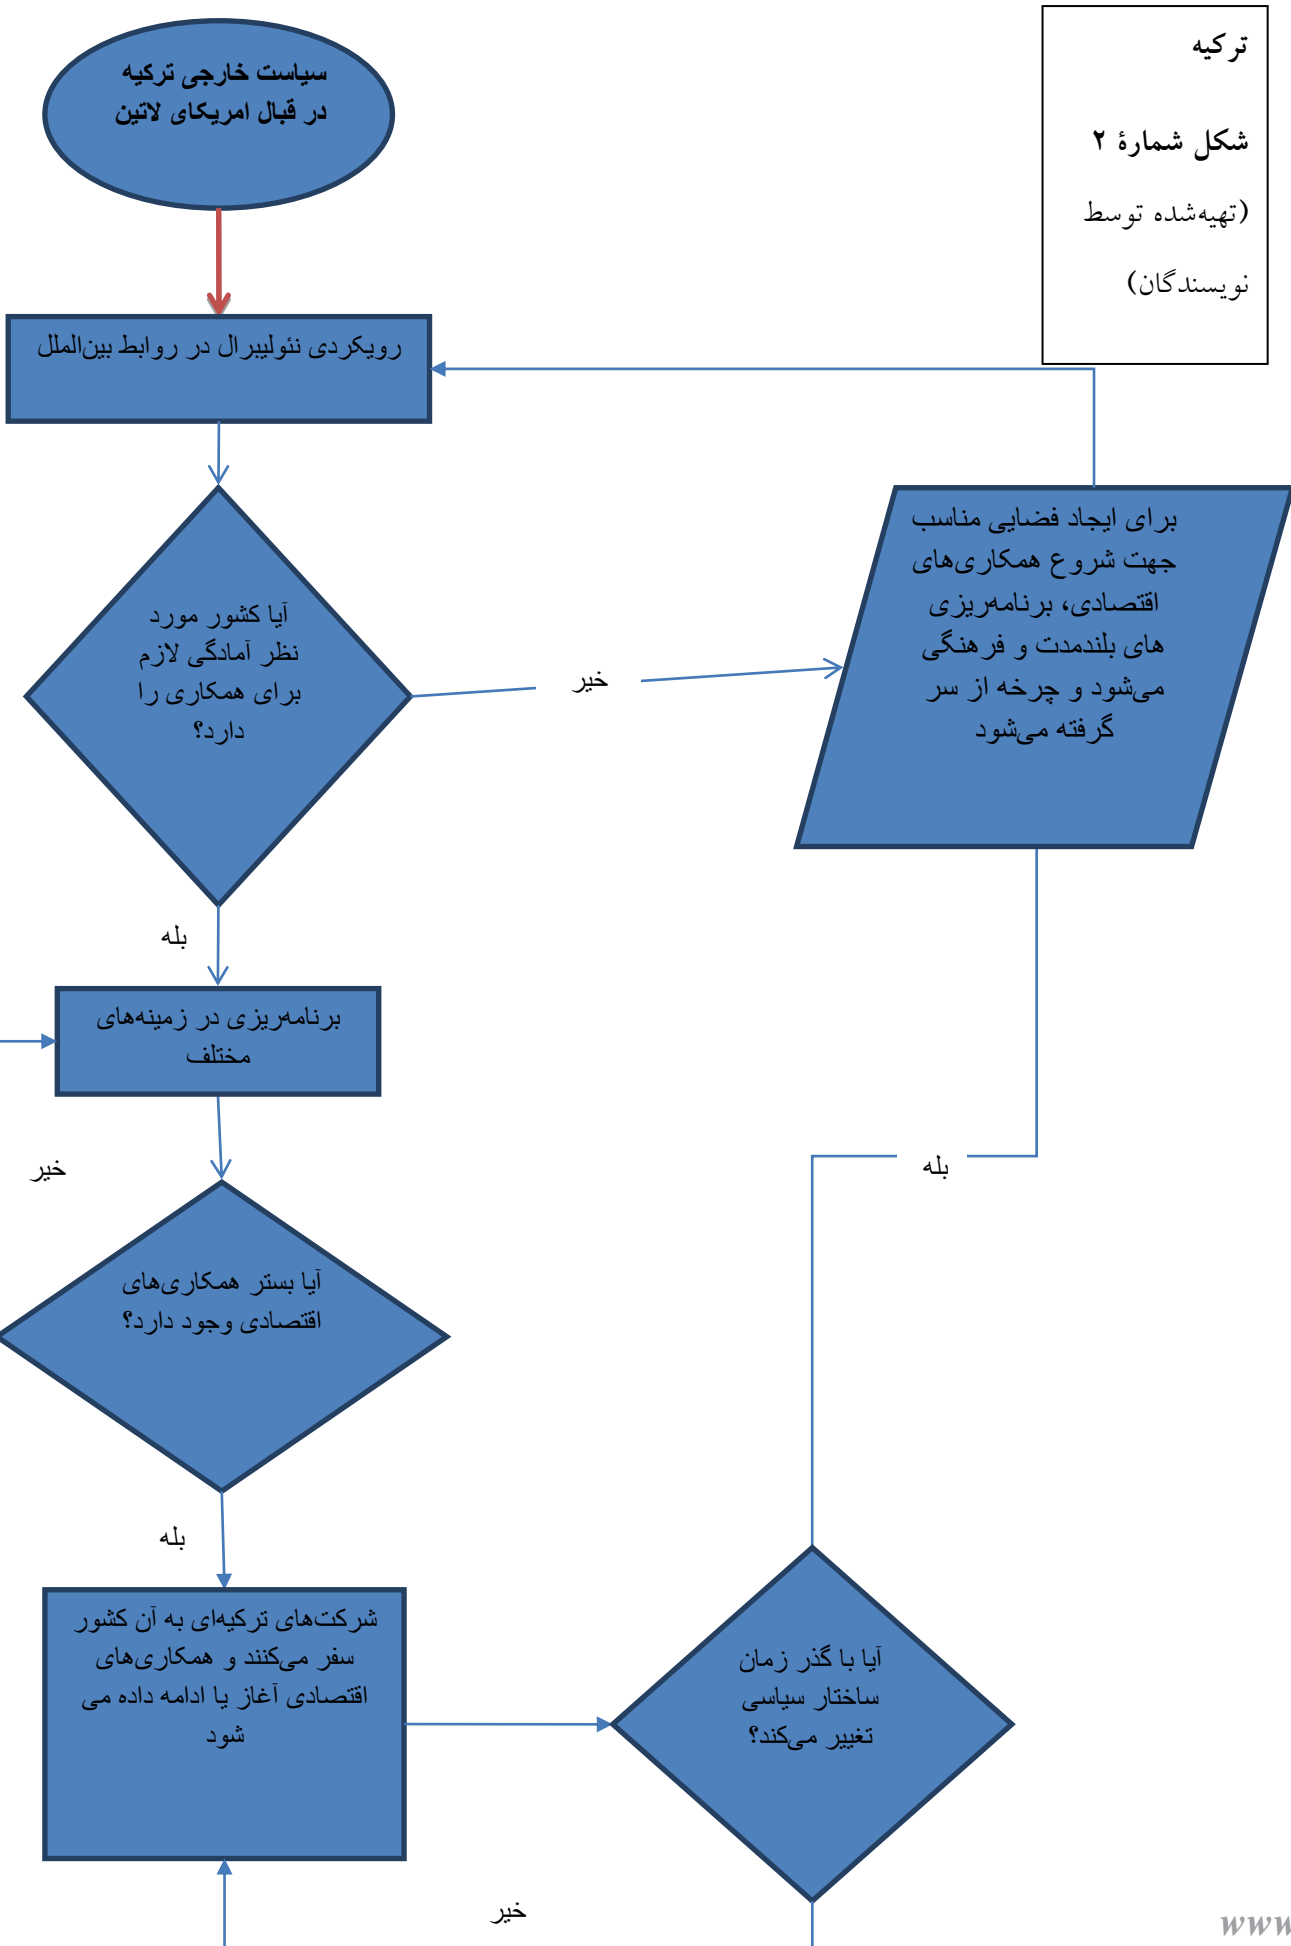 ترکیه
شکل شمارهٔ ۲
(تهیه‌شده توسط
نویسندگان)
سیاست خارجی ترکیه
در قبال امریکای لاتین
رویکردی نئولیبرال در روابط بین‌الملل
آیا کشور مورد
نظر آمادگی لازم
برای همکاری را
دارد؟
خیر
برای ایجاد فضایی مناسب
جهت شروع همکاری‌های
اقتصادی، برنامه‌ریزی
های بلندمدت و فرهنگی
می‌شود و چرخه از سر
گرفته می‌شود
بله
برنامه‌ریزی در زمینه‌های
مختلف
خیر
آیا بستر همکاری‌های
اقتصادی وجود دارد؟
بله
بله
شرکت‌های ترکیه‌ای به آن کشور
سفر می‌کنند و همکاری‌های
اقتصادی آغاز یا ادامه داده می
شود
آیا با گذر زمان
ساختار سیاسی
تغییر می‌کند؟
خیر
www